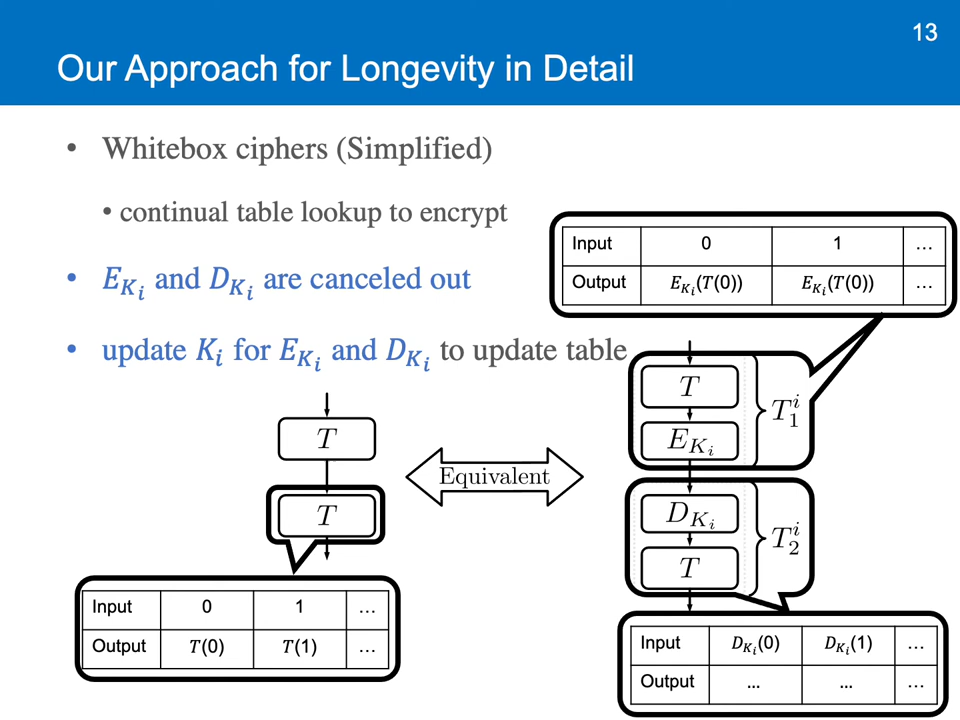 13
Our Approach for Longevity in Detail
• Whitebox ciphers (Simplified)
• continual table lookup to encrypt
• E_{K_i} and D_{K_i} are canceled out
• update K_i for E_{K_i} and D_{K_i} to update table
Input 0 1 ...
Output E_{K_i}(T(0)) E_{K_i}(T(0)) ...
T
E_{K_i}
T_1^i
D_{K_i}
T
T_2^i
Input D_{K_i}(0) D_{K_i}(1) ...
Output ... ... ...
Equivalent
T
T
Input 0 1 ...
Output T(0) T(1) ...